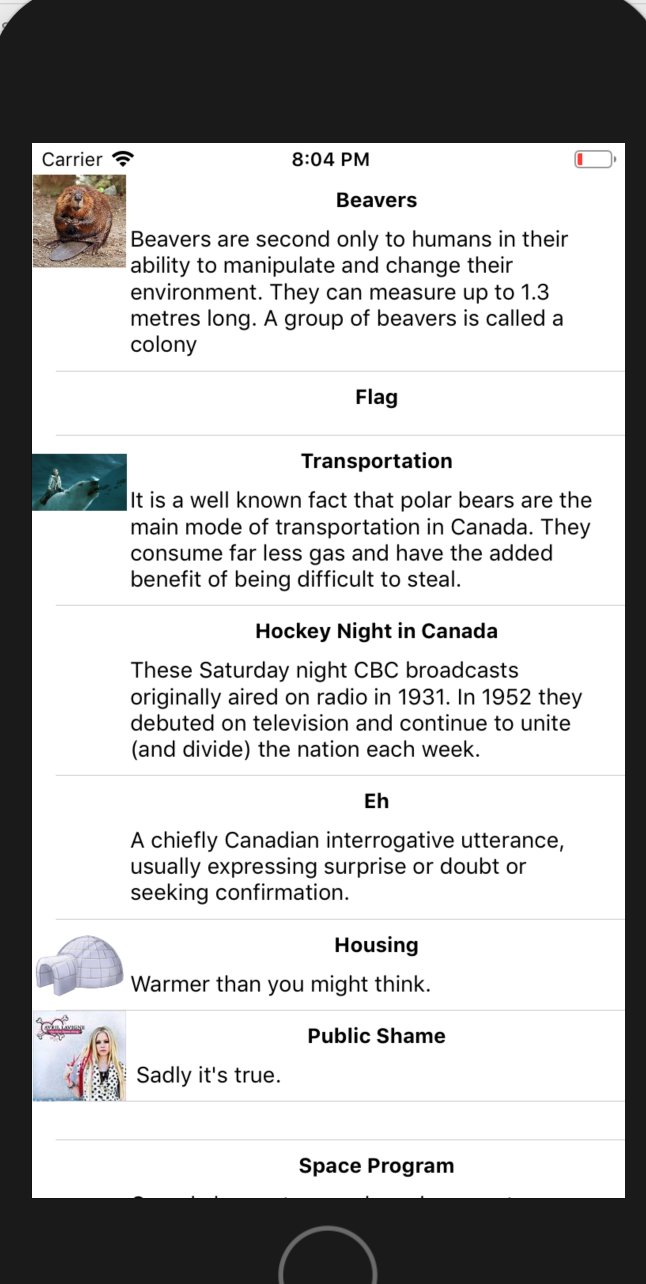 Carrier 8:04 PM
Beavers
Beavers are second only to humans in their
ability to manipulate and change their
environment. They can measure up to 1.3
metres long. A group of beavers is called a
colony
Flag
Transportation
It is a well known fact that polar bears are the
main mode of transportation in Canada. They
consume far less gas and have the added
benefit of being difficult to steal.
Hockey Night in Canada
These Saturday night CBC broadcasts
originally aired on radio in 1931. In 1952 they
debuted on television and continue to unite
(and divide) the nation each week.
Eh
A chiefly Canadian interrogative utterance,
usually expressing surprise or doubt or
seeking confirmation.
Housing
Warmer than you might think.
Public Shame
AVRIL LAVIGNE
Sadly it's true.
Space Program